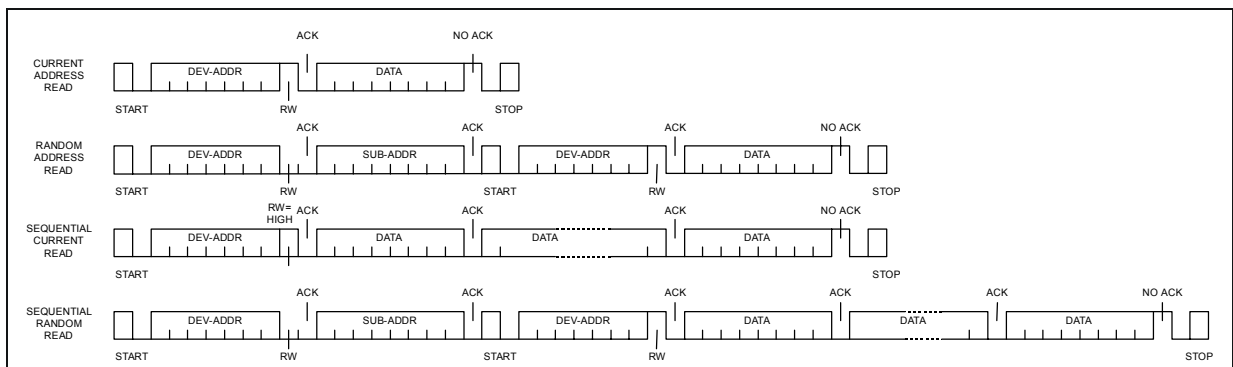 ACK NO ACK
CURRENT
ADDRESS
READ
DEV-ADDR DATA
START RW STOP
ACK ACK ACK NO ACK
RANDOM
ADDRESS
READ
DEV-ADDR SUB-ADDR DEV-ADDR DATA
START RW START RW STOP
RW=
HIGH
ACK ACK ACK NO ACK
SEQUENTIAL
CURRENT
READ
DEV-ADDR DATA DATA DATA
START STOP
ACK ACK ACK ACK ACK NO ACK
SEQUENTIAL
RANDOM
READ
DEV-ADDR SUB-ADDR DEV-ADDR DATA DATA DATA
START RW START RW STOP